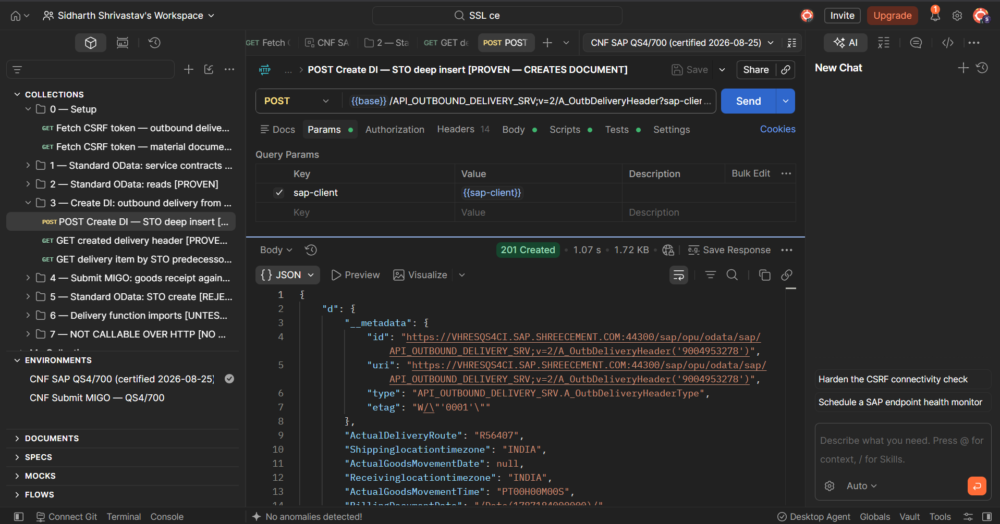 Sidharth Shrivastav's Workspace
SSL ce
Invite
Upgrade
1
S
GET Fetch
CNF SA
2 — Sta
GET GET de
POST POST
CNF SAP QS4/700 (certified 2026-08-25)
AI
HTTP
... > POST Create DI — STO deep insert [PROVEN — CREATES DOCUMENT]
Save
Share
New Chat
COLLECTIONS
0 — Setup
GET Fetch CSRF token — outbound delive...
GET Fetch CSRF token — material docume...
1 — Standard OData: service contracts ...
2 — Standard OData: reads [PROVEN]
3 — Create DI: outbound delivery from ...
POST POST Create DI — STO deep insert [...
GET GET created delivery header [PROVE...
GET GET delivery item by STO predecesso...
4 — Submit MIGO: goods receipt again...
5 — Standard OData: STO create [REJE...
6 — Delivery function imports [UNTES...
7 — NOT CALLABLE OVER HTTP [NO ...
ENVIRONMENTS
CNF SAP QS4/700 (certified 2026-08-25)
CNF Submit MIGO — QS4/700
DOCUMENTS
SPECS
MOCKS
FLOWS
POST
{{base}}/API_OUTBOUND_DELIVERY_SRV;v=2/A_OutbDeliveryHeader?sap-clier...
Send
Docs
Params
Authorization
Headers 14
Body
Scripts
Tests
Settings
Cookies
Query Params
Key Value Description Bulk Edit
sap-client {{sap-client}}
Key Value Description
Body
201 Created
1.07 s
1.72 KB
e.g. Save Response
{} JSON
Preview
Visualize
1 {
2 "d": {
3 "__metadata": {
4 "id": "https://VHRESQS4CI.SAP.SHREECEMENT.COM:44300/sap/opu/odata/sap/
API_OUTBOUND_DELIVERY_SRV;v=2/A_OutbDeliveryHeader('9004953278')",
5 "uri": "https://VHRESQS4CI.SAP.SHREECEMENT.COM:44300/sap/opu/odata/sap/
API_OUTBOUND_DELIVERY_SRV;v=2/A_OutbDeliveryHeader('9004953278')",
6 "type": "API_OUTBOUND_DELIVERY_SRV.A_OutbDeliveryHeaderType",
7 "etag": "W/\"'0001'\""
8 },
9 "ActualDeliveryRoute": "R56407",
10 "Shippinglocationtimezone": "INDIA",
11 "ActualGoodsMovementDate": null,
12 "Receivinglocationtimezone": "INDIA",
13 "ActualGoodsMovementTime": "PT00H00M00S",
14 "BillingDocumentDate": "/Date(1787184000000)/"
Harden the CSRF connectivity check
Schedule a SAP endpoint health monitor
Describe what you need. Press @ for
context, / for Skills.
Auto
Connect Git
Terminal
Console
No anomalies detected!
Desktop Agent
Globals
Vault
Tools